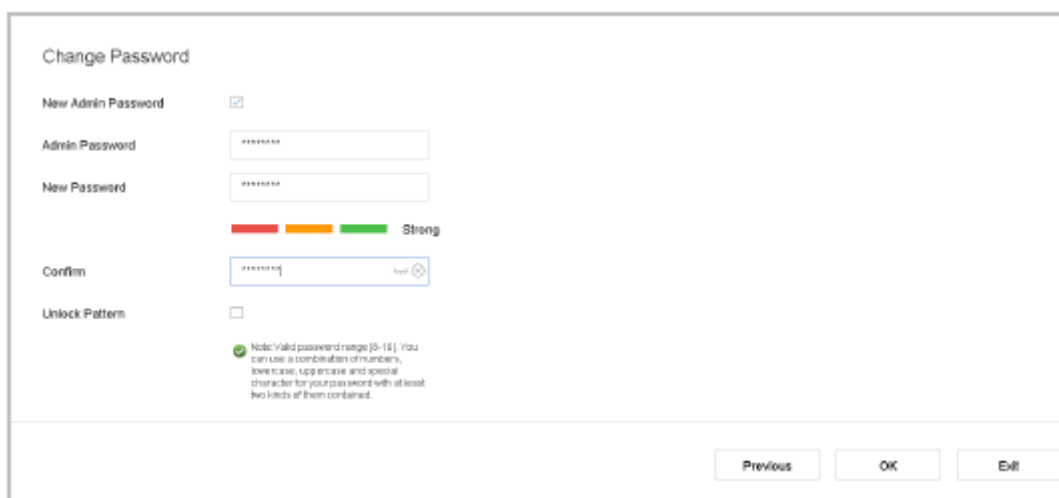 Change Password
New Admin Password
Admin Password ********
New Password ********
Strong
Confirm ********
Unlock Pattern
Note:Valid password range [8-16]. You
can use a combination of numbers,
lowercase, uppercase and special
character for your password with at least
two kinds of them contained.
Previous OK Exit